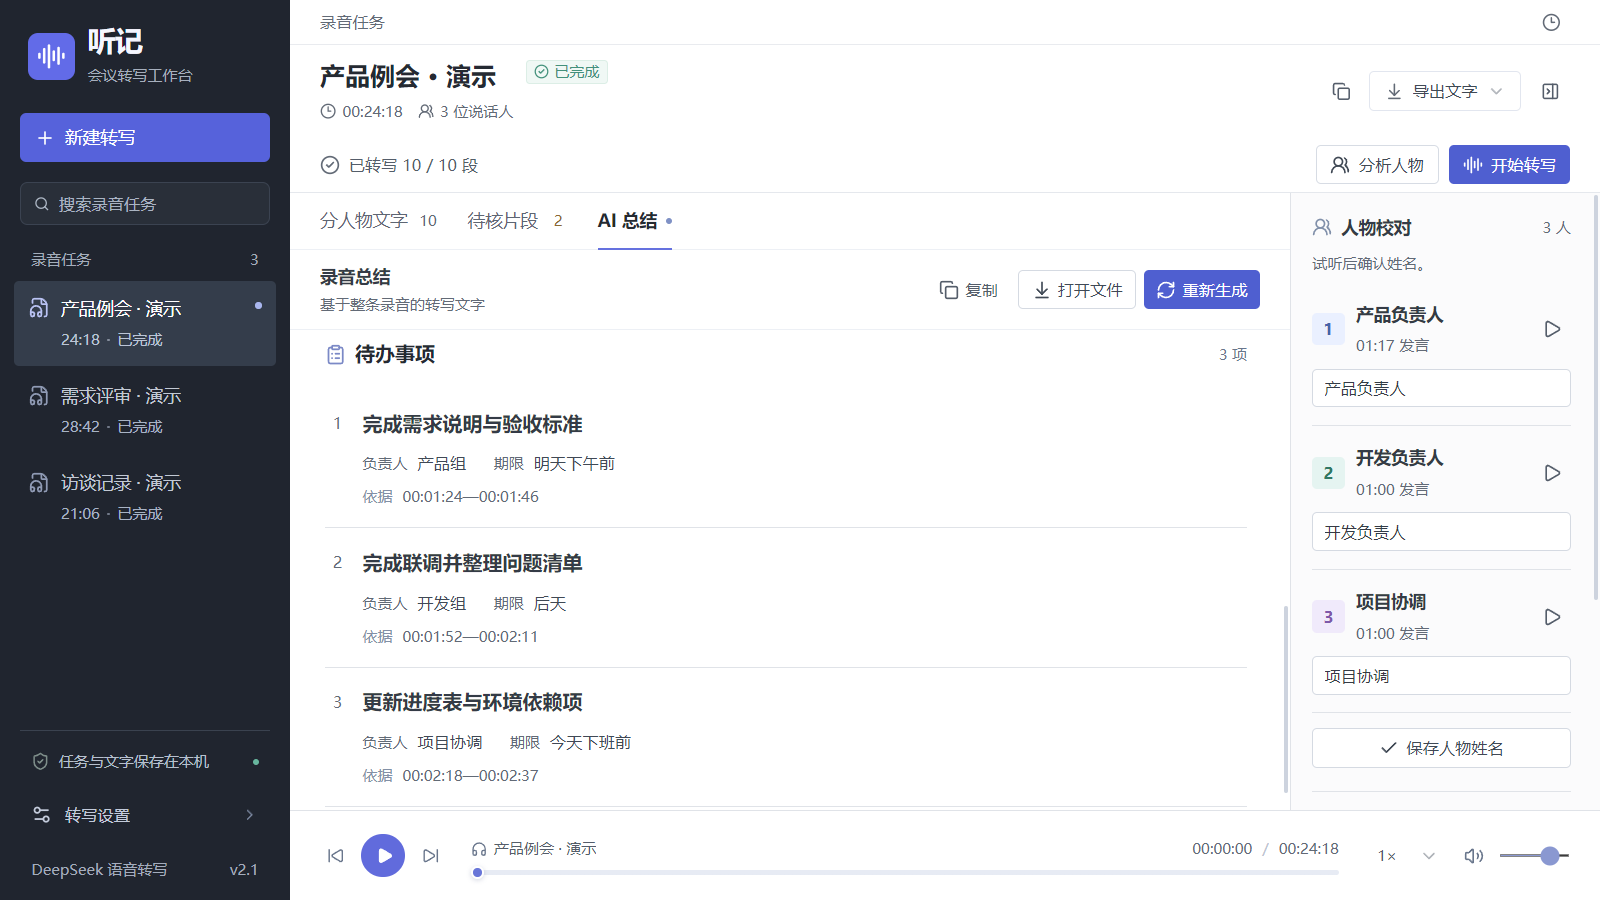 听记
会议转写工作台
新建转写
搜索录音任务
录音任务 3
产品例会 · 演示
24:18 · 已完成
需求评审 · 演示
28:42 · 已完成
访谈记录 · 演示
21:06 · 已完成
任务与文字保存在本机
转写设置
DeepSeek 语音转写 v2.1
录音任务
产品例会 · 演示 已完成
00:24:18 3 位说话人
导出文字
已转写 10 / 10 段
分析人物 开始转写
分人物文字 10 待核片段 2 AI 总结
录音总结
基于整条录音的转写文字
复制 打开文件 重新生成
待办事项 3 项
1 完成需求说明与验收标准
负责人 产品组 期限 明天下午前
依据 00:01:24—00:01:46
2 完成联调并整理问题清单
负责人 开发组 期限 后天
依据 00:01:52—00:02:11
3 更新进度表与环境依赖项
负责人 项目协调 期限 今天下班前
依据 00:02:18—00:02:37
人物校对 3 人
试听后确认姓名。
1 产品负责人
01:17 发言
产品负责人
2 开发负责人
01:00 发言
开发负责人
3 项目协调
01:00 发言
项目协调
保存人物姓名
产品例会 · 演示 00:00:00 / 00:24:18 1×